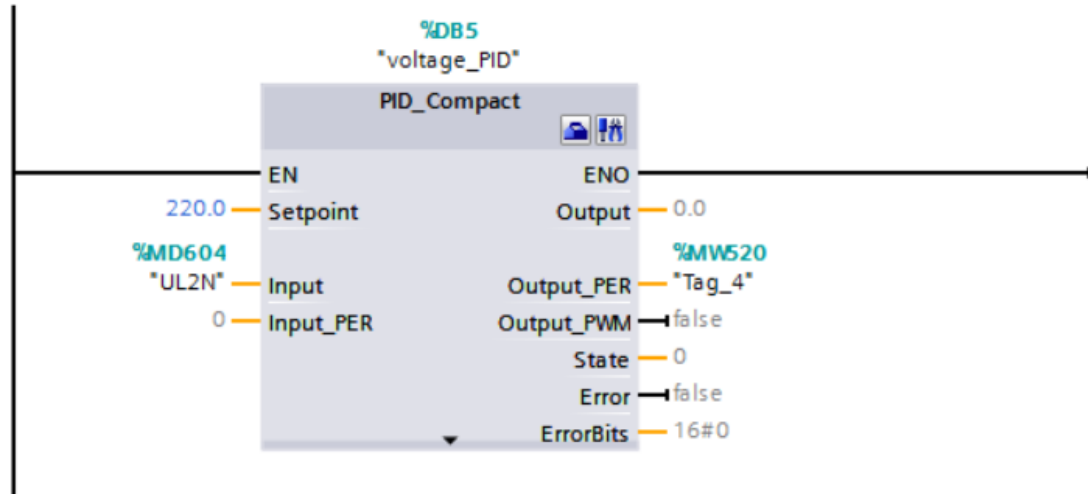 %DB5
"voltage_PID"
PID_Compact
EN ENO
220.0 Setpoint Output 0.0
%MD604 %MW520
"UL2N" Input Output_PER "Tag_4"
0 Input_PER Output_PWM false
State 0
Error false
ErrorBits 16#0